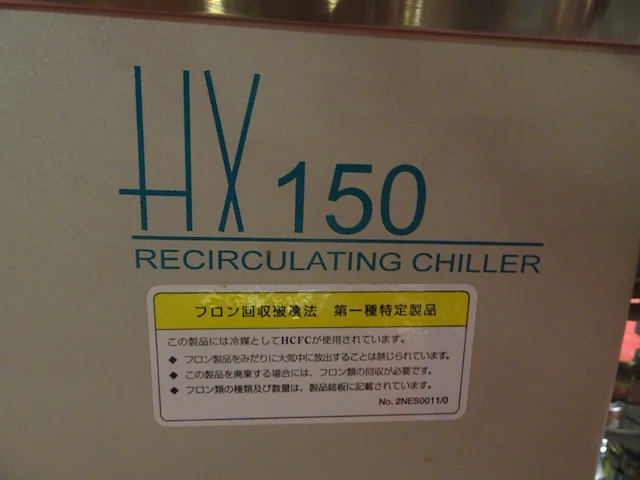 HX 150
RECIRCULATING CHILLER
フロン回収破壊法 第一種特定製品
この製品には冷媒としてHCFCが使用されています。
◆ フロン製品をみだりに大気中に放出することは禁じられています。
◆ この製品を廃棄する場合には、フロン類の回収が必要です。
◆ フロン類の種類及び数量は、製品銘板に記載されています。
No. 2NES0011/0